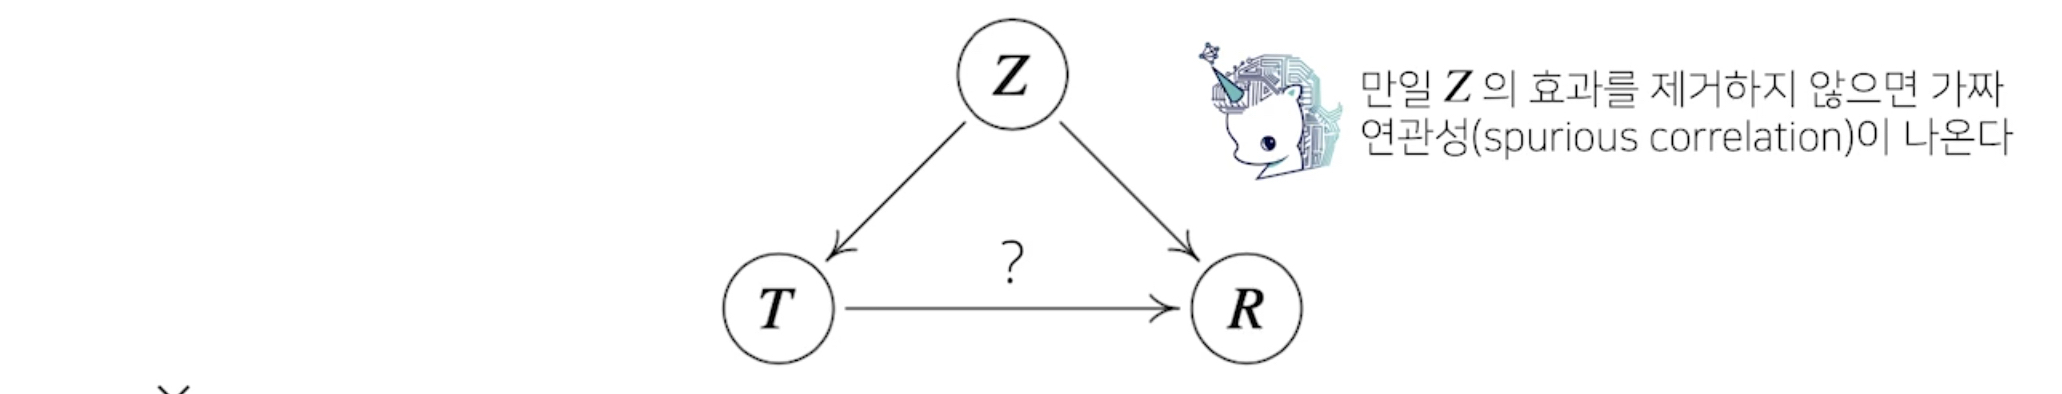 Z
만일 Z 의 효과를 제거하지 않으면 가짜
연관성(spurious correlation)이 나온다
?
T
R